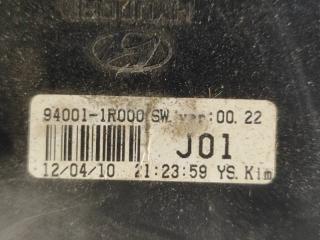 94001-1R000 SW. ver:00. 22
J01
12/04/10 21:23:59 YS. Kim